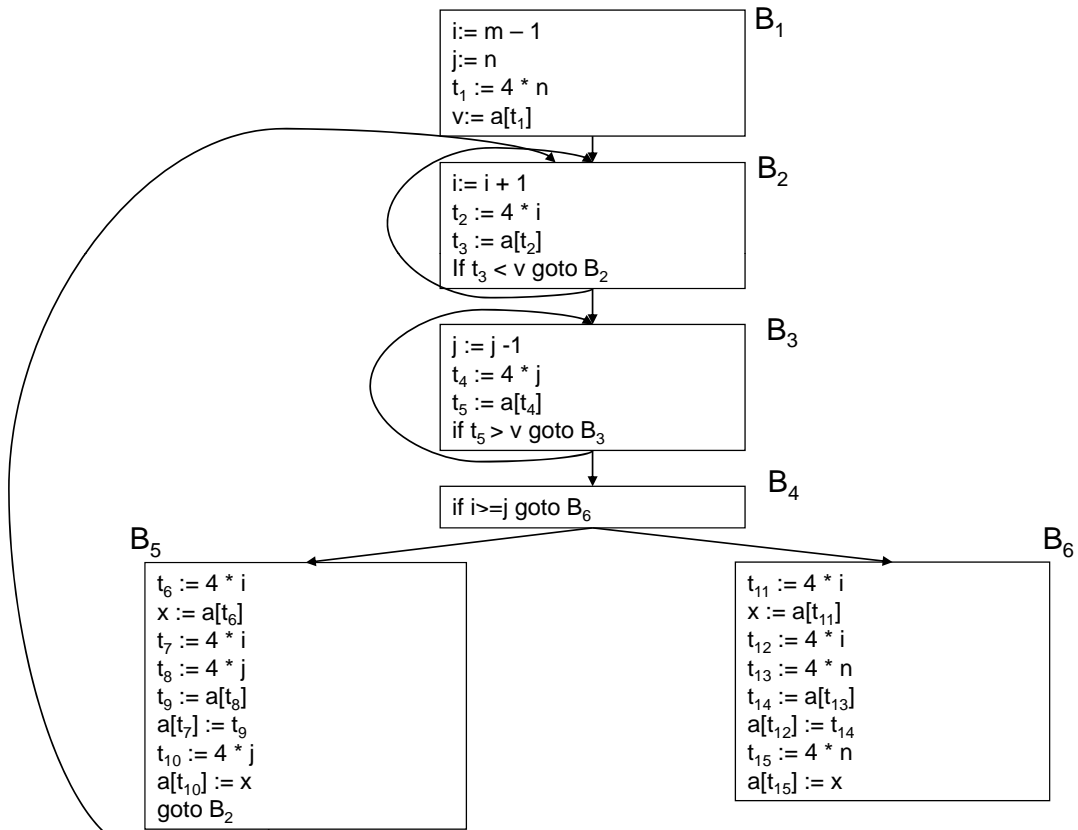 B₁
i:= m – 1
j:= n
t₁ := 4 * n
v:= a[t₁]
B₂
i:= i + 1
t₂ := 4 * i
t₃ := a[t₂]
If t₃ < v goto B₂
B₃
j := j -1
t₄ := 4 * j
t₅ := a[t₄]
if t₅ > v goto B₃
B₄
if i>=j goto B₆
B₅
t₆ := 4 * i
x := a[t₆]
t₇ := 4 * i
t₈ := 4 * j
t₉ := a[t₈]
a[t₇] := t₉
t₁₀ := 4 * j
a[t₁₀] := x
goto B₂
B₆
t₁₁ := 4 * i
x := a[t₁₁]
t₁₂ := 4 * i
t₁₃ := 4 * n
t₁₄ := a[t₁₃]
a[t₁₂] := t₁₄
t₁₅ := 4 * n
a[t₁₅] := x